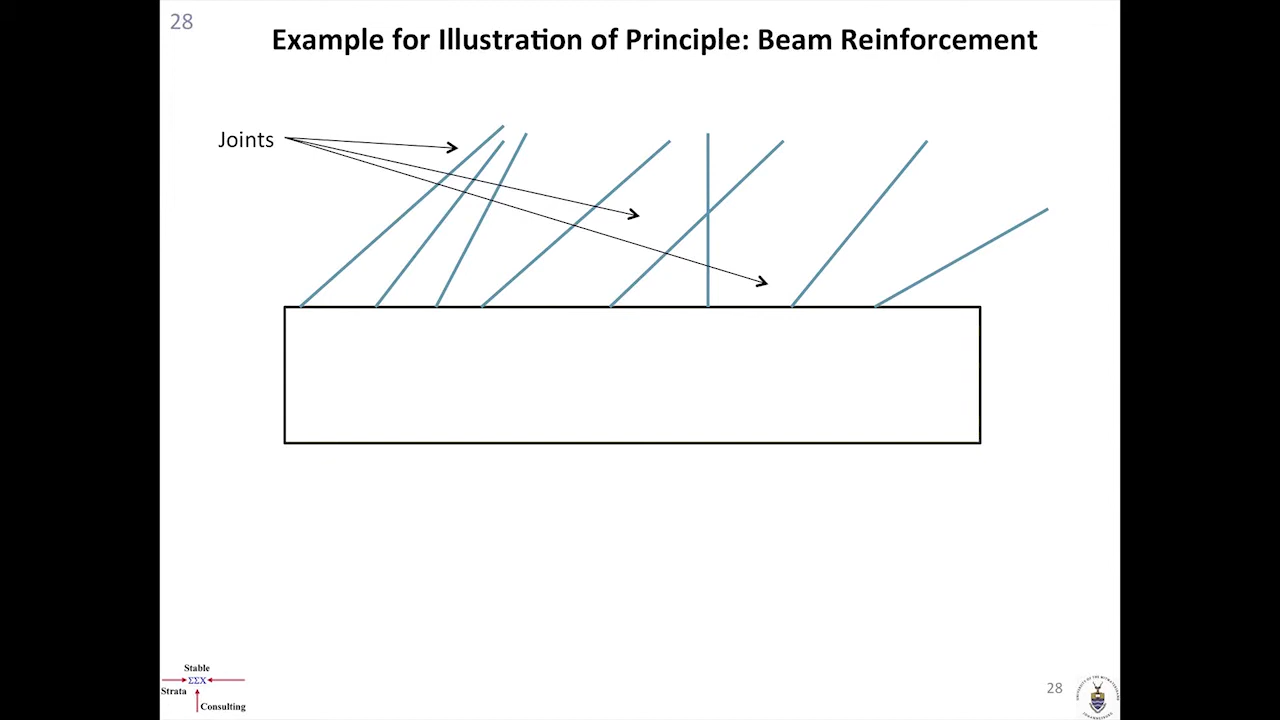 28
Example for Illustration of Principle: Beam Reinforcement
Joints
Stable
ΣΣX
Strata
Consulting
28